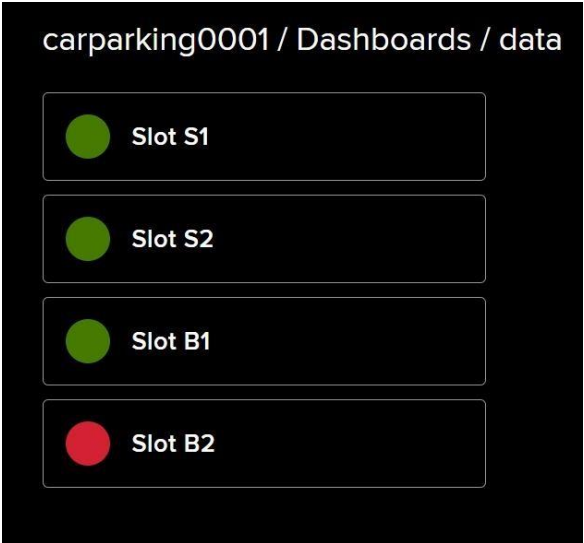 carparking0001 / Dashboards / data
Slot S1
Slot S2
Slot B1
Slot B2